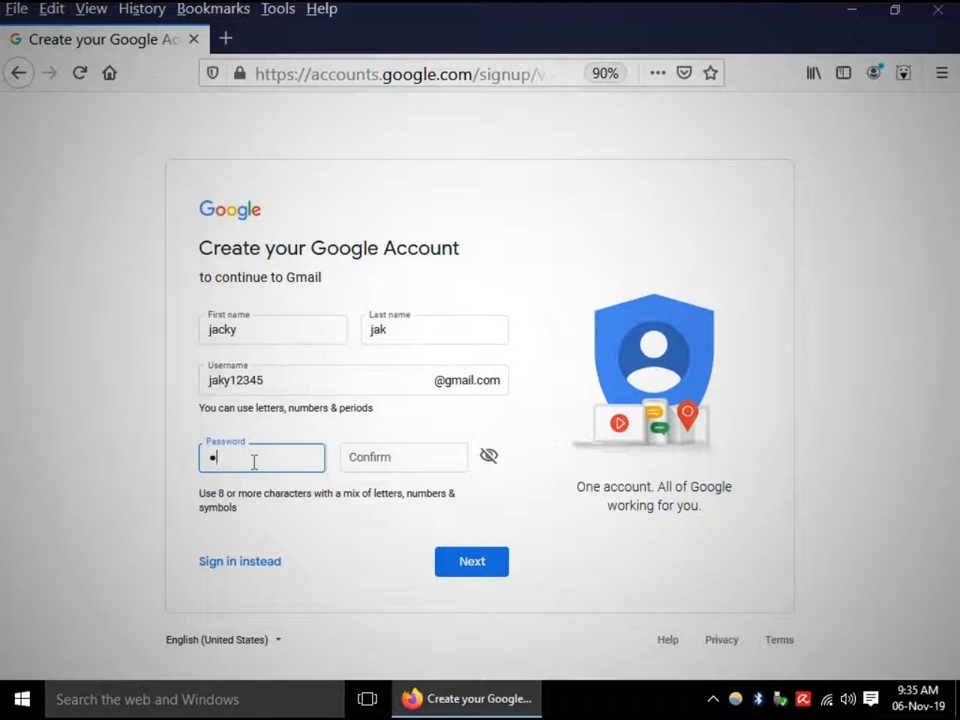 File Edit View History Bookmarks Tools Help
Create your Google Ac
https://accounts.google.com/signup/v
90%
Google
Create your Google Account
to continue to Gmail
First name
jacky
Last name
jak
Username
jaky12345
@gmail.com
You can use letters, numbers & periods
Password
Confirm
Use 8 or more characters with a mix of letters, numbers &
symbols
One account. All of Google
working for you.
Sign in instead
Next
English (United States)
Help
Privacy
Terms
Search the web and Windows
Create your Google...
9:35 AM
06-Nov-19